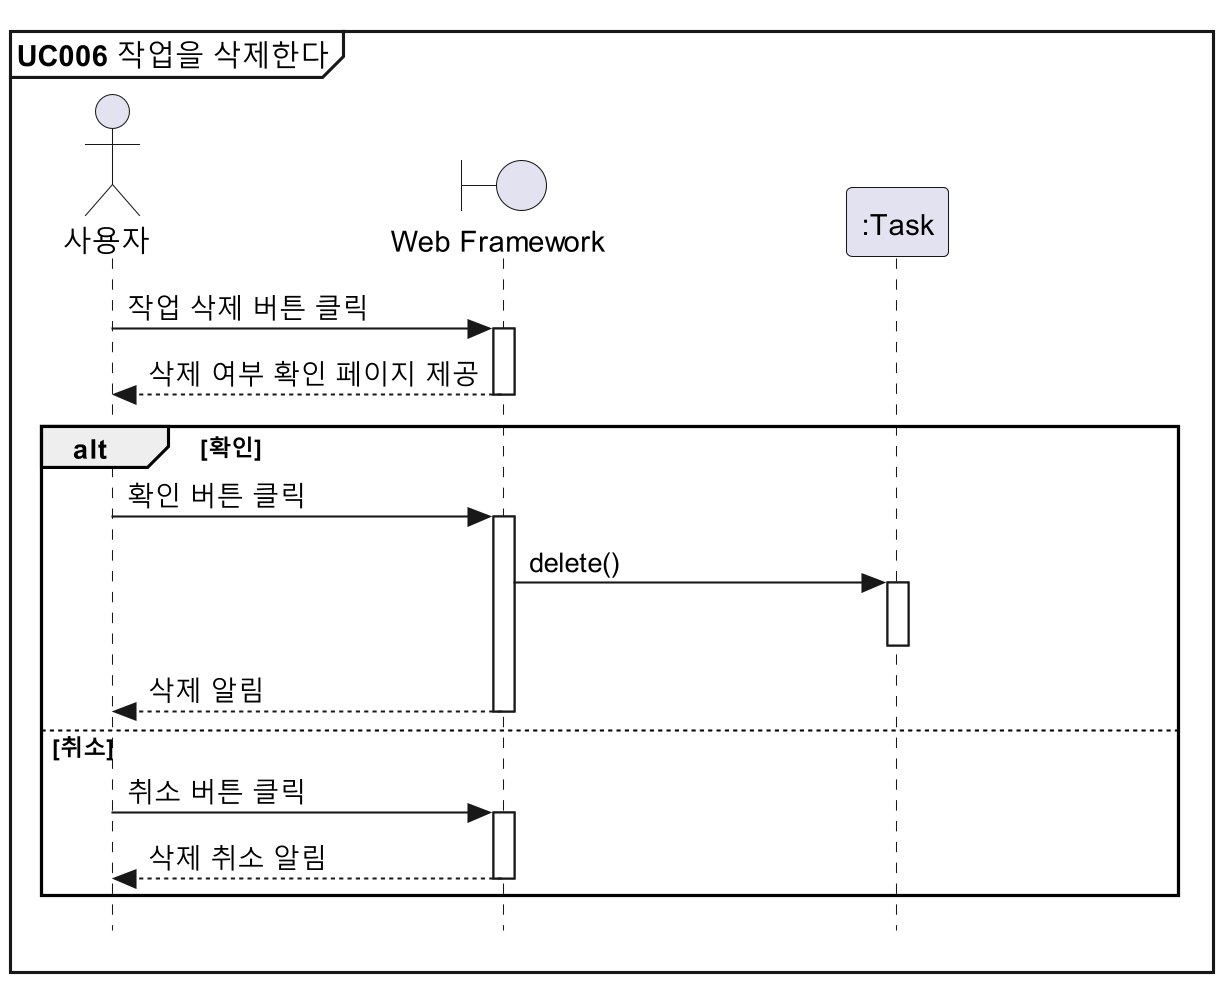 UC006 작업을 삭제한다
사용자
Web Framework
:Task
작업 삭제 버튼 클릭
삭제 여부 확인 페이지 제공
alt [확인]
확인 버튼 클릭
delete()
삭제 알림
[취소]
취소 버튼 클릭
삭제 취소 알림